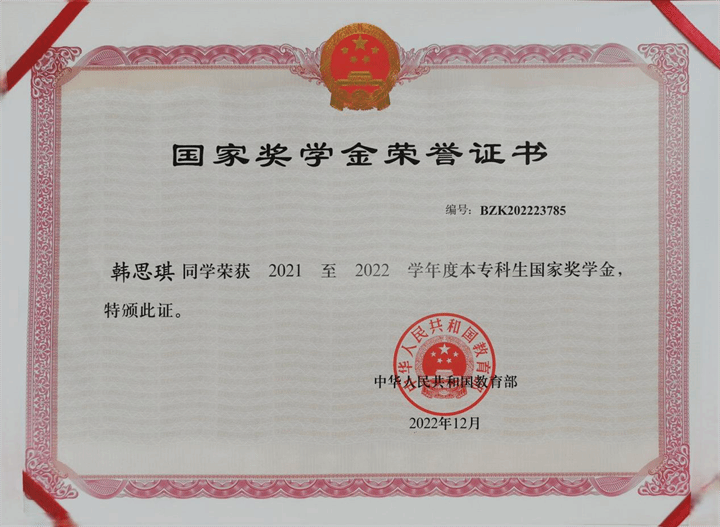 国家奖学金荣誉证书
编号：BZK202223785
韩思琪 同学荣获 2021 至 2022 学年度本专科生国家奖学金，
特颁此证。
中华人民共和国教育部
中华人民共和国教育部
2022年12月